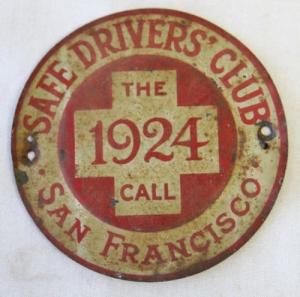 SAFE DRIVERS' CLUB
THE
1924
CALL
SAN FRANCISCO